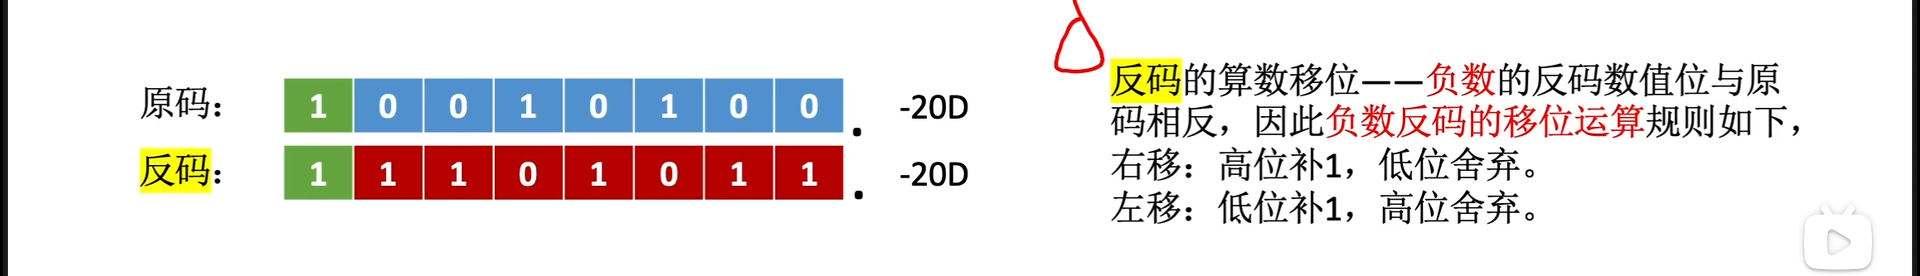 原码： 1 0 0 1 0 1 0 0 . -20D
反码： 1 1 1 0 1 0 1 1 . -20D
反码的算数移位——负数的反码数值位与原
码相反，因此负数反码的移位运算规则如下，
右移：高位补1，低位舍弃。
左移：低位补1，高位舍弃。